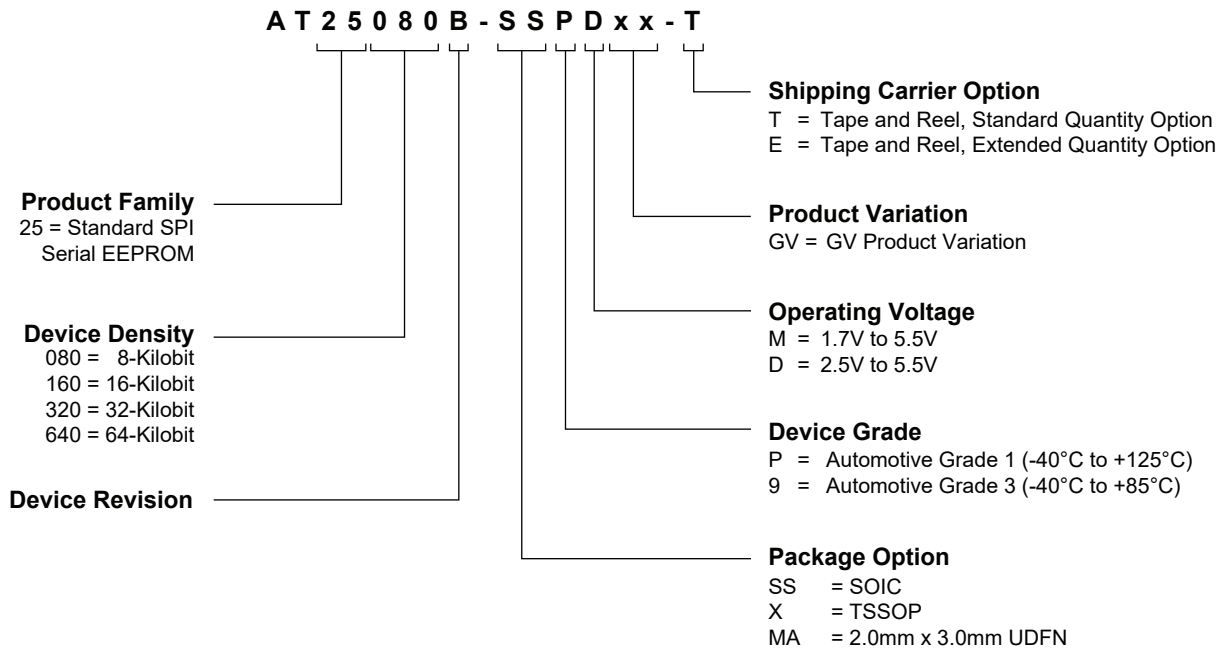 AT25080B-SSPDxx-T
Shipping Carrier Option
T = Tape and Reel, Standard Quantity Option
E = Tape and Reel, Extended Quantity Option
Product Family
25 = Standard SPI
Serial EEPROM
Product Variation
GV = GV Product Variation
Device Density
080 = 8-Kilobit
160 = 16-Kilobit
320 = 32-Kilobit
640 = 64-Kilobit
Operating Voltage
M = 1.7V to 5.5V
D = 2.5V to 5.5V
Device Grade
P = Automotive Grade 1 (-40°C to +125°C)
9 = Automotive Grade 3 (-40°C to +85°C)
Device Revision
Package Option
SS = SOIC
X = TSSOP
MA = 2.0mm x 3.0mm UDFN